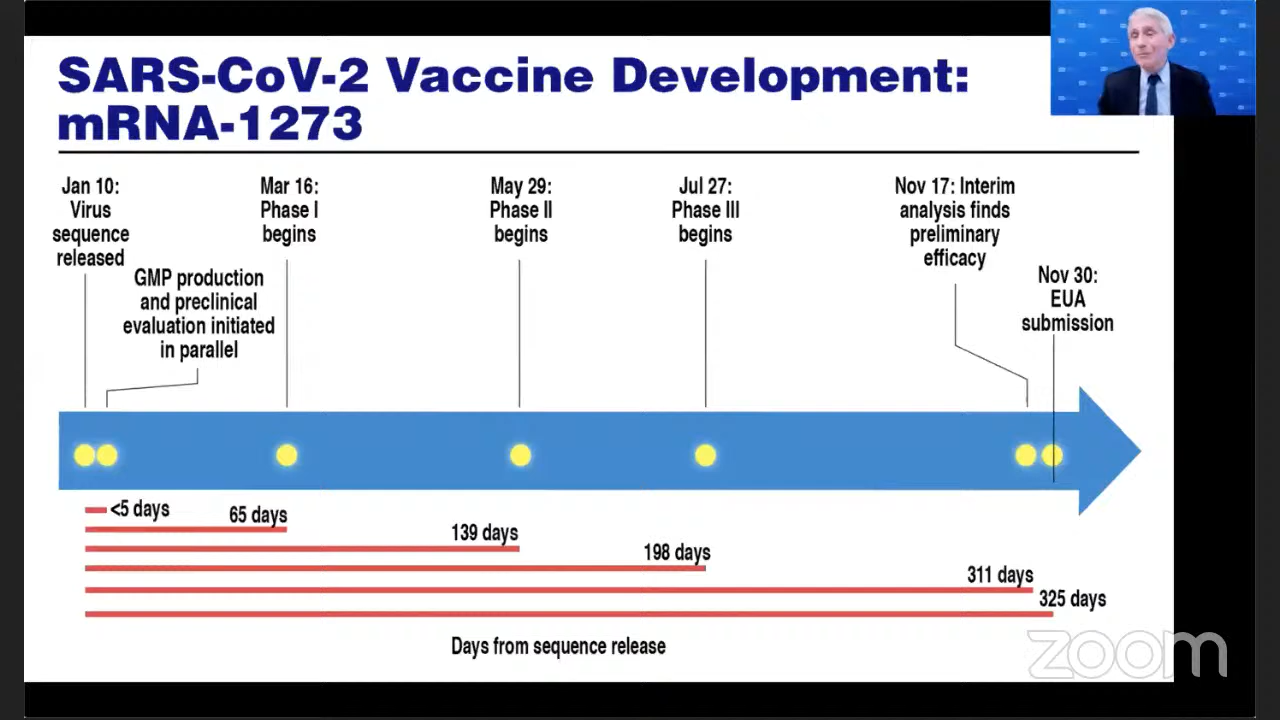 SARS-CoV-2 Vaccine Development:
mRNA-1273
Jan 10:
Virus
sequence
released
GMP production
and preclinical
evaluation initiated
in parallel
Mar 16:
Phase I
begins
May 29:
Phase II
begins
Jul 27:
Phase III
begins
Nov 17: Interim
analysis finds
preliminary
efficacy
Nov 30:
EUA
submission
<5 days
65 days
139 days
198 days
311 days
325 days
Days from sequence release
zoom